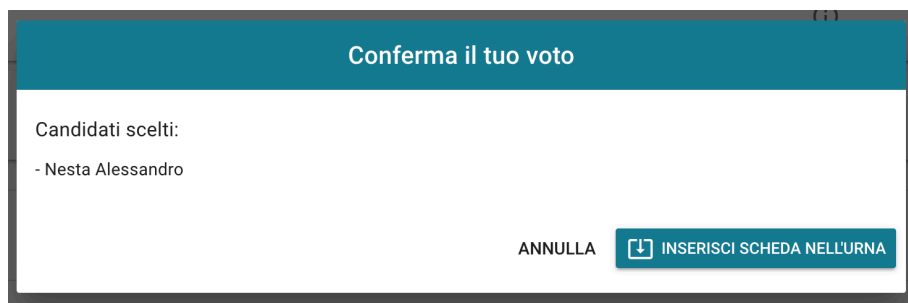 Conferma il tuo voto
Candidati scelti:
- Nesta Alessandro
ANNULLA INSERISCI SCHEDA NELL'URNA